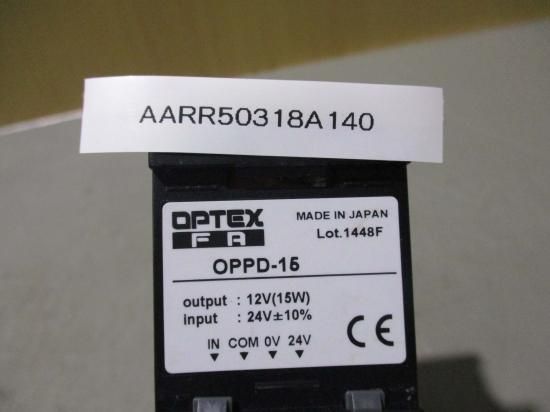 AARR50318A140
OPTEX
FA
MADE IN JAPAN
Lot.1448F
OPPD-15
output : 12V(15W)
input : 24V±10%
IN COM 0V 24V
CE